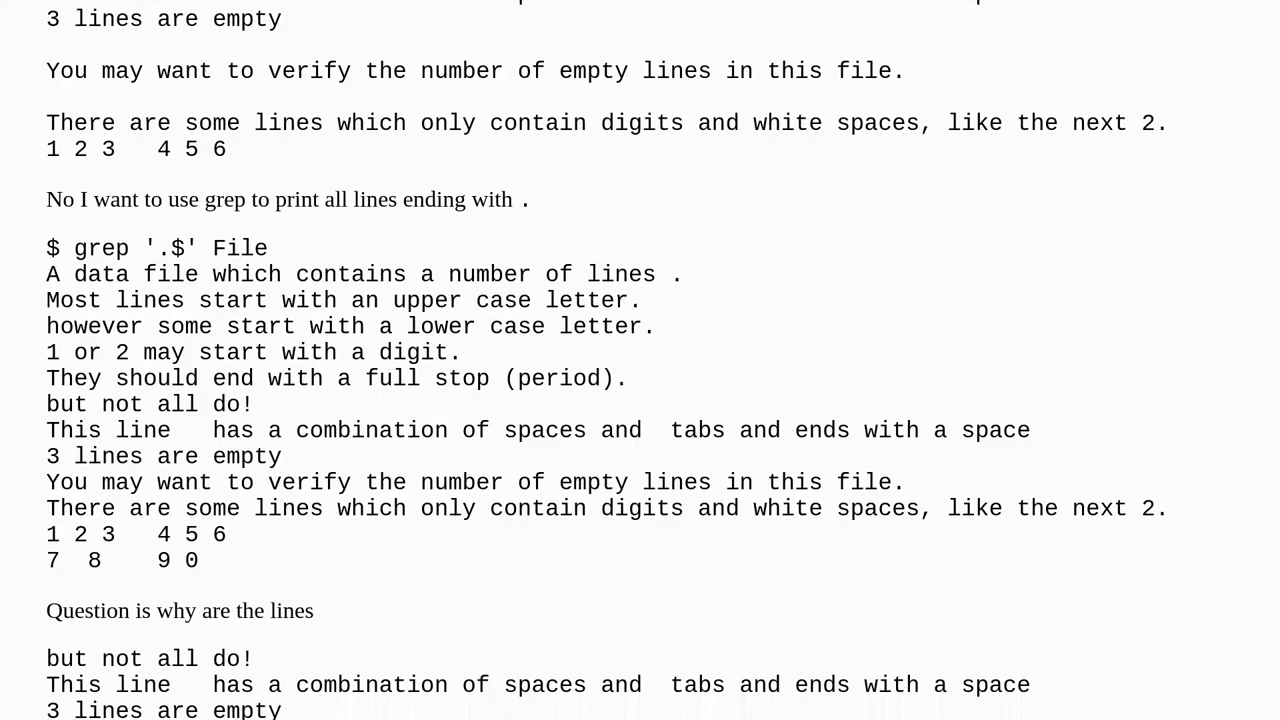 3 lines are empty
You may want to verify the number of empty lines in this file.
There are some lines which only contain digits and white spaces, like the next 2.
1 2 3   4 5 6
No I want to use grep to print all lines ending with .
$ grep '.$' File
A data file which contains a number of lines .
Most lines start with an upper case letter.
however some start with a lower case letter.
1 or 2 may start with a digit.
They should end with a full stop (period).
but not all do!
This line   has a combination of spaces and  tabs and ends with a space
3 lines are empty
You may want to verify the number of empty lines in this file.
There are some lines which only contain digits and white spaces, like the next 2.
1 2 3   4 5 6
7  8    9 0
Question is why are the lines
but not all do!
This line   has a combination of spaces and  tabs and ends with a space
3 lines are empty